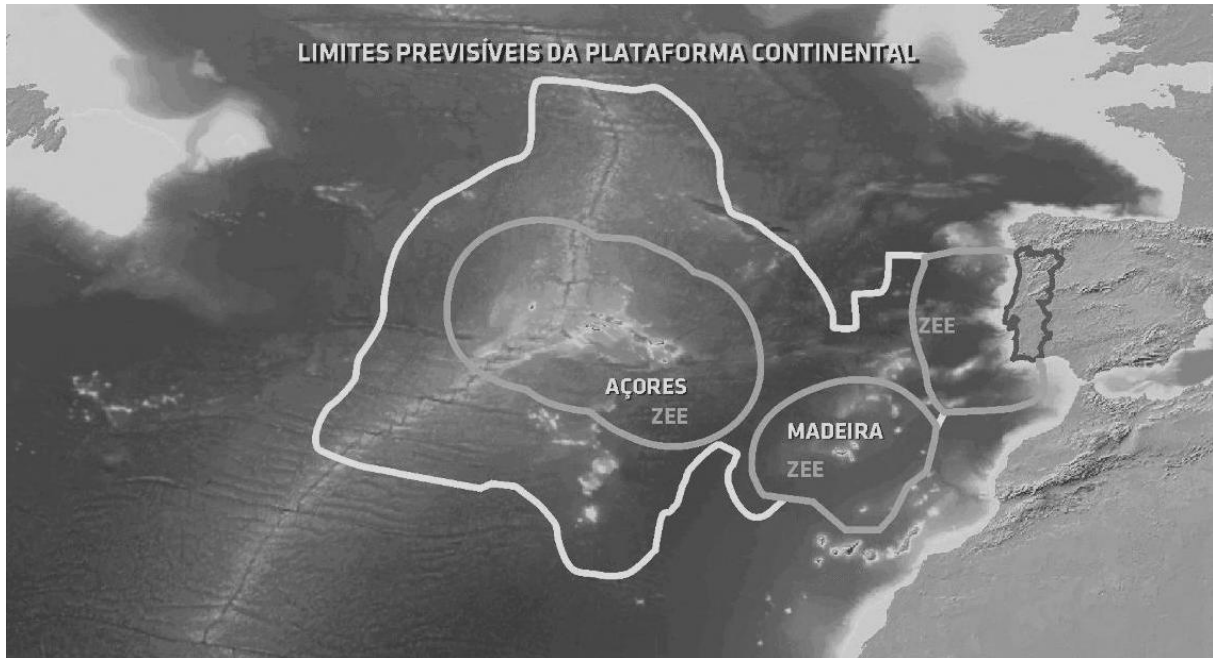 LIMITES PREVISÍVEIS DA PLATAFORMA CONTINENTAL
ZEE
AÇORES
ZEE
MADEIRA
ZEE